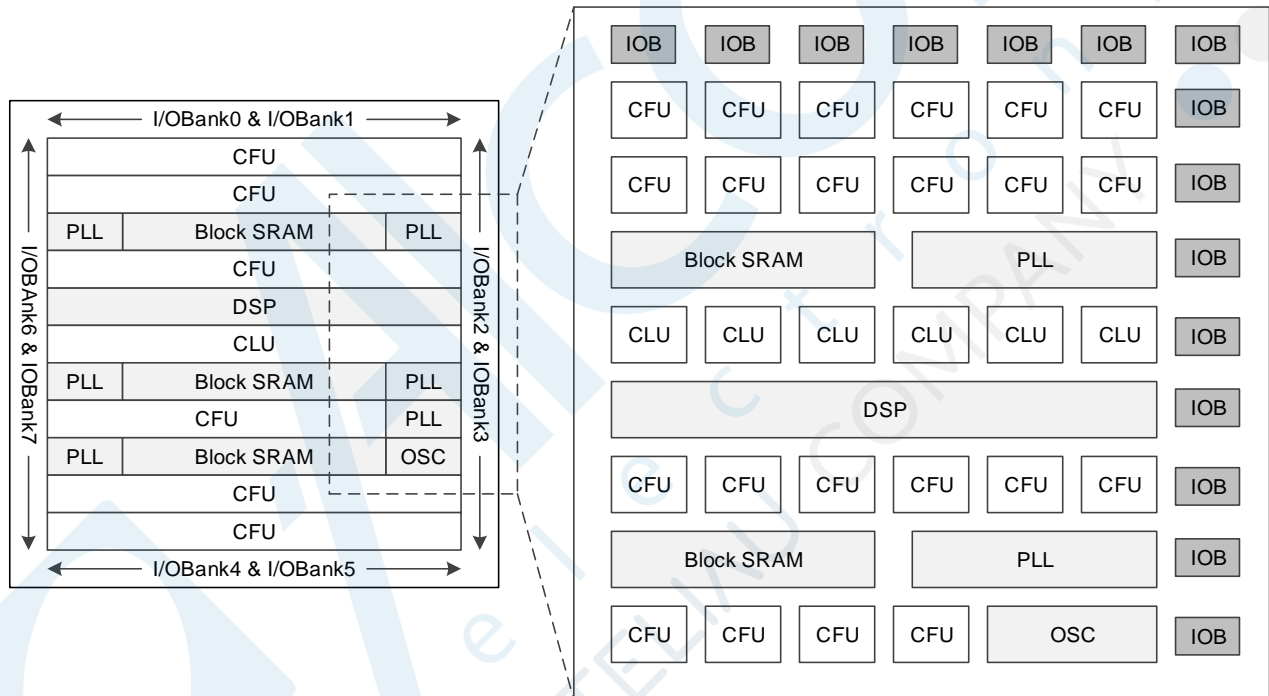 I/OBank0 & I/OBank1
I/OBAnk6 & IOBank7
I/OBank2 & IOBank3
CFU
CFU
PLL Block SRAM PLL
CFU
DSP
CLU
PLL Block SRAM PLL
CFU PLL
PLL Block SRAM OSC
CFU
CFU
I/OBank4 & I/OBank5
IOB IOB IOB IOB IOB IOB IOB
CFU CFU CFU CFU CFU CFU IOB
CFU CFU CFU CFU CFU CFU IOB
Block SRAM PLL IOB
CLU CLU CLU CLU CLU CLU IOB
DSP IOB
CFU CFU CFU CFU CFU CFU IOB
Block SRAM PLL IOB
CFU CFU CFU CFU OSC IOB